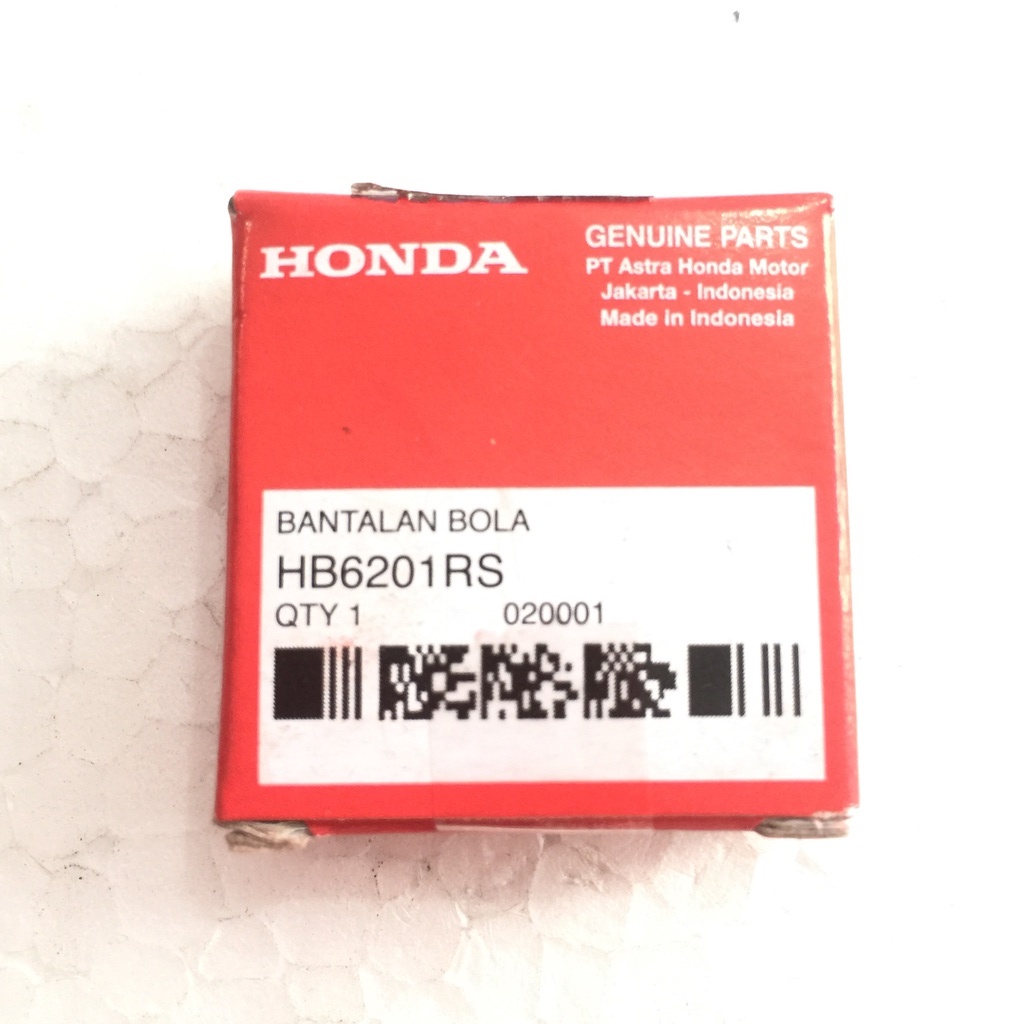 HONDA
GENUINE PARTS
PT Astra Honda Motor
Jakarta - Indonesia
Made in Indonesia
BANTALAN BOLA
HB6201RS
QTY 1 020001